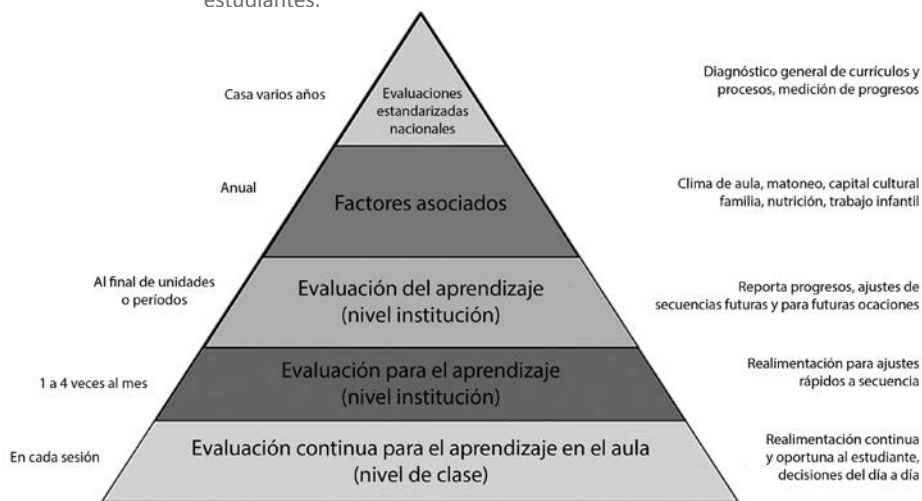 estudiantes.
Casa varios años
Evaluaciones
estandarizadas
nacionales
Diagnóstico general de currículos y
procesos, medición de progresos
Anual
Factores asociados
Clima de aula, matoneo, capital cultural
familia, nutrición, trabajo infantil
Al final de unidades
o períodos
Evaluación del aprendizaje
(nivel institución)
Reporta progresos, ajustes de
secuencias futuras y para futuras ocaciones
1 a 4 veces al mes
Evaluación para el aprendizaje
(nivel institución)
Realimentación para ajustes
rápidos a secuencia
En cada sesión
Evaluación continua para el aprendizaje en el aula
(nivel de clase)
Realimentación continua
y oportuna al estudiante,
decisiones del día a día